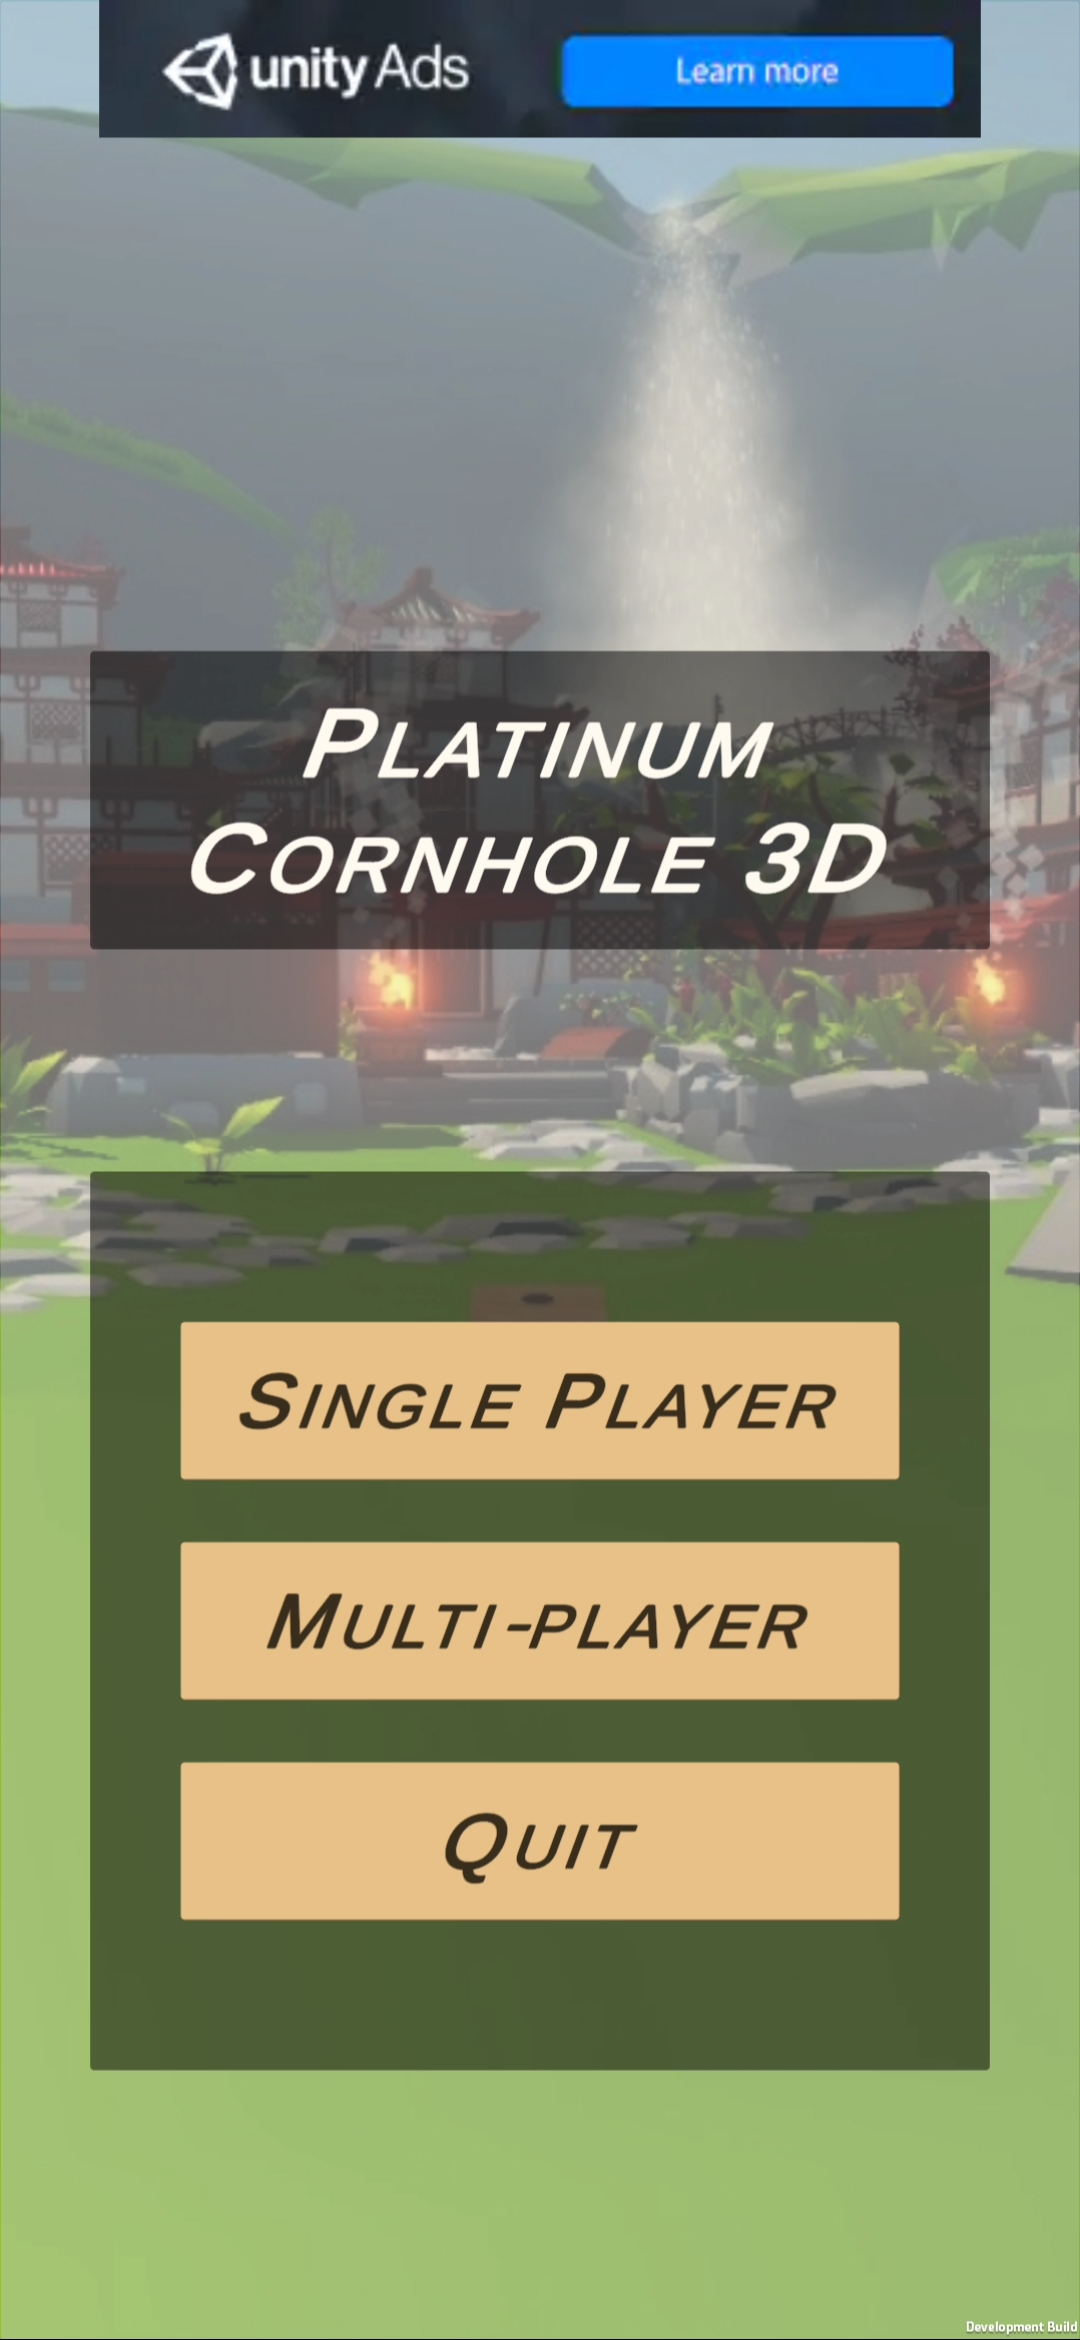 unity Ads
Learn more
PLATINUM
CORNHOLE 3D
SINGLE PLAYER
MULTI-PLAYER
QUIT
Development Build